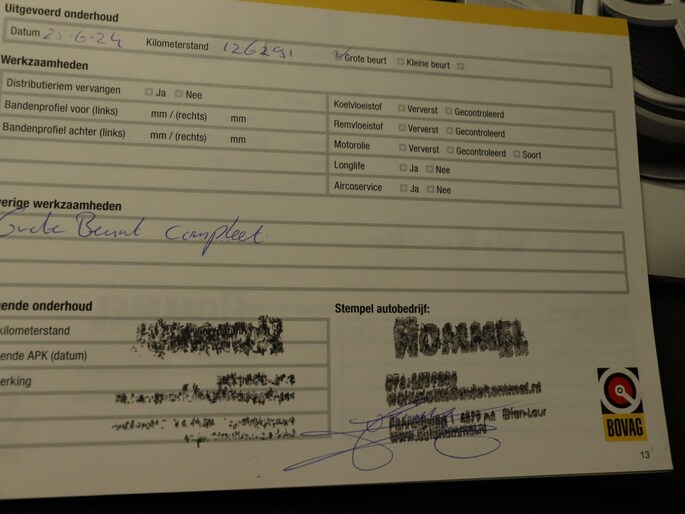 Uitgevoerd onderhoud
Datum 25-6-24 Kilometerstand 126291 Grote beurt Kleine beurt
Werkzaamheden
Distributieriem vervangen Ja Nee
Bandenprofiel voor (links) mm / (rechts) mm
Bandenprofiel achter (links) mm / (rechts) mm
Koelvloeistof Ververst Gecontroleerd
Remvloeistof Ververst Gecontroleerd
Motorolie Ververst Gecontroleerd Soort
Longlife Ja Nee
Aircoservice Ja Nee
verige werkzaamheden
Grote Beurt Compleet.
ende onderhoud
kilometerstand
ende APK (datum)
erking
Stempel autobedrijf:
HOMMEL
BOVAG
13